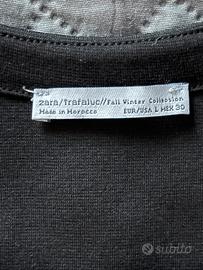 zara/Trafaluc//Fall Winter Collection
Made in Morocco EUR/USA L MEX 30
subito